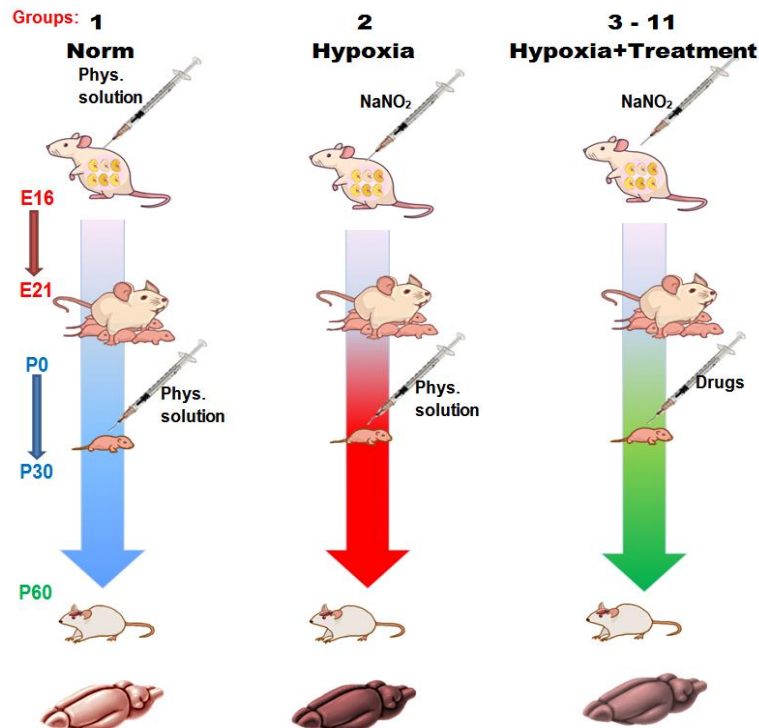 Groups: 1 2 3 - 11
Norm Hypoxia Hypoxia+Treatment
Phys.
solution
NaNO₂
NaNO₂
E16
E21
P0
Phys.
solution
Phys.
solution
Drugs
P30
P60